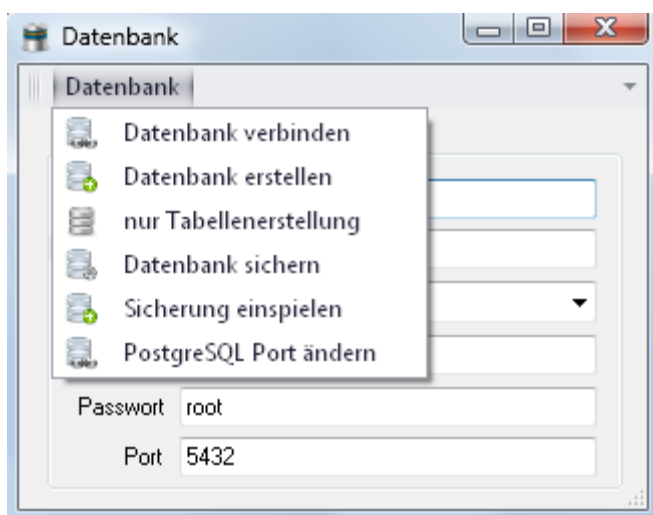 Datenbank
Datenbank
Datenbank verbinden
Datenbank erstellen
nur Tabellenerstellung
Datenbank sichern
Sicherung einspielen
PostgreSQL Port ändern
Passwort root
Port 5432